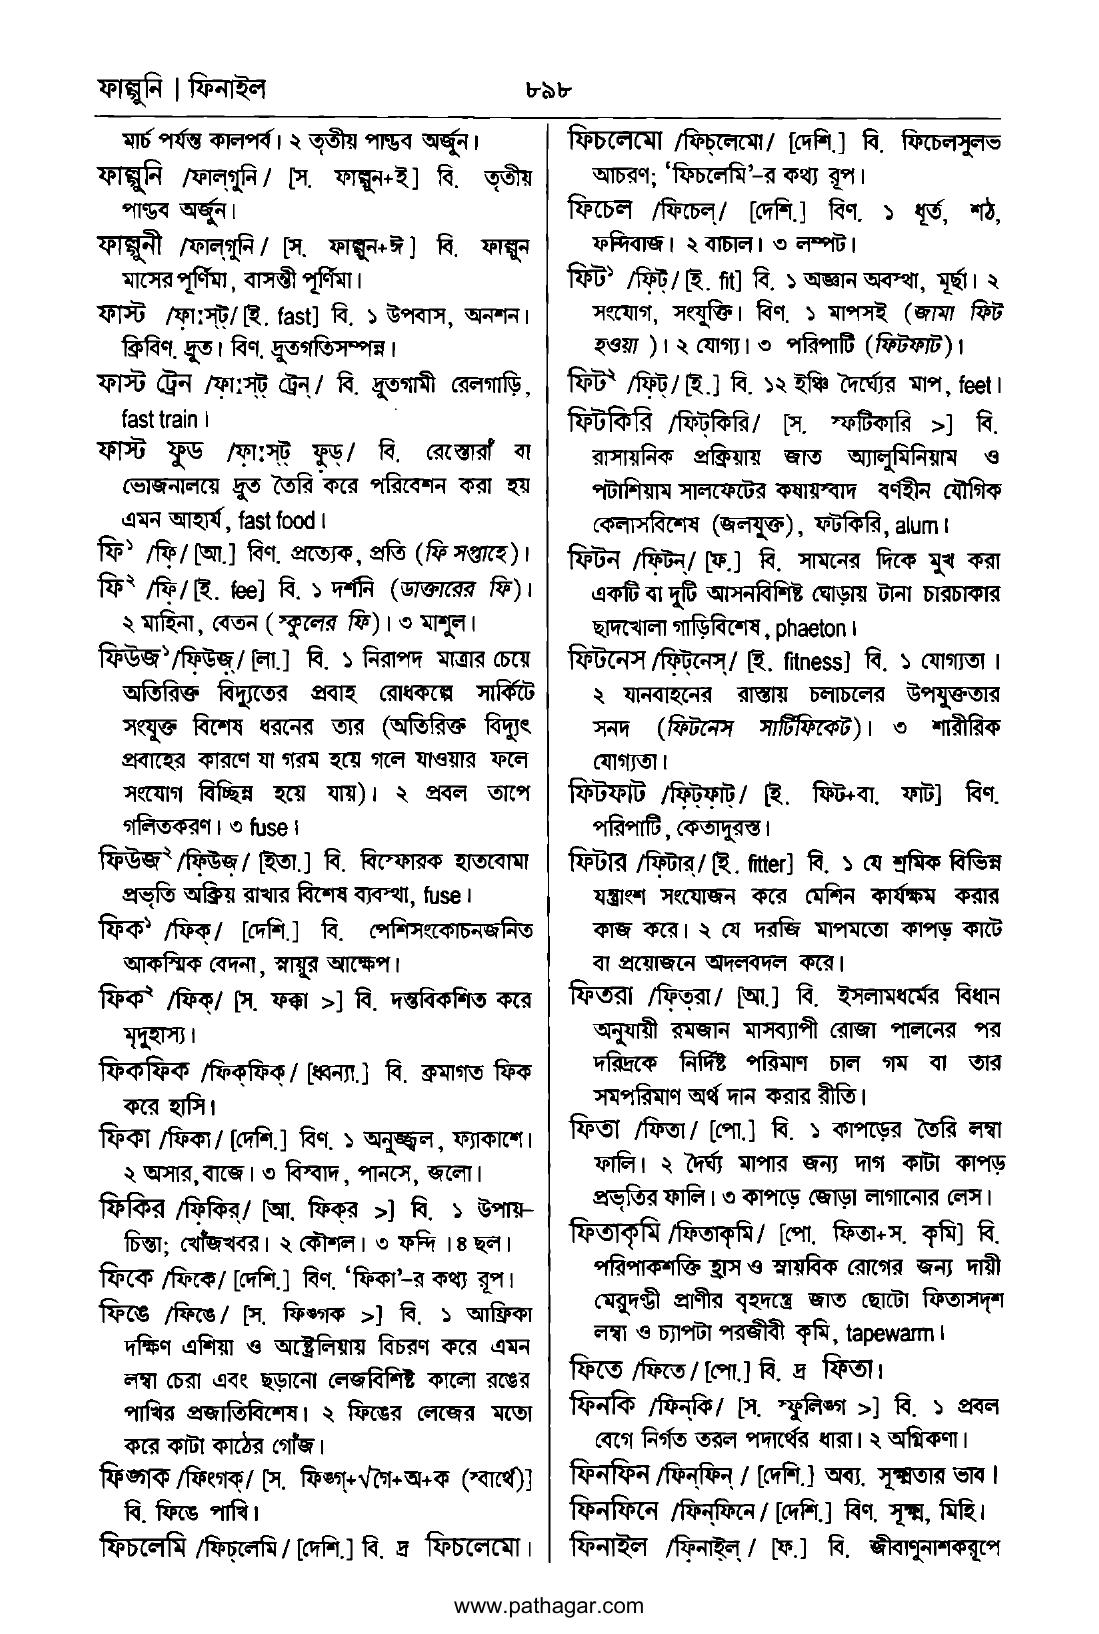 ফাল্গুনি | ফিনাইল
৮৯৮
মার্চ পর্যন্ত কালপর্ব। ২ তৃতীয় পাণ্ডব অর্জুন।
ফাল্গুনি /ফাল্‌গুনি/ [স. ফাল্গুন+ই] বি. তৃতীয়
পাণ্ডব অর্জুন।
ফাল্গুনী /ফাল্‌গুনি/ [স. ফাল্গুন+ঈ] বি. ফাল্গুন
মাসের পূর্ণিমা, বাসন্তী পূর্ণিমা।
ফাস্ট /ফ়া:স্‌ট্‌/ [ই. fast] বি. ১ উপবাস, অনশন।
ক্রিবিণ. দ্রুত। বিণ. দ্রুতগতিসম্পন্ন।
ফাস্ট ট্রেন /ফ়া:স্‌ট্‌ ট্রেন্‌/ বি. দ্রুতগামী রেলগাড়ি,
fast train।
ফাস্ট ফুড /ফ়া:স্‌ট্‌ ফ়ুড্‌/ বি. রেস্তোরাঁ বা
ভোজনালয়ে দ্রুত তৈরি করে পরিবেশন করা হয়
এমন আহার্য, fast food।
ফি১ /ফ়ি/ [আ.] বিণ. প্রত্যেক, প্রতি (ফি সপ্তাহে)।
ফি২ /ফ়ি/ [ই. fee] বি. ১ দর্শনি (ডাক্তারের ফি)।
২ মাহিনা, বেতন (স্কুলের ফি)। ৩ মাশুল।
ফিউজ১ /ফ়িউজ়্‌/ [লা.] বি. ১ নিরাপদ মাত্রার চেয়ে
অতিরিক্ত বিদ্যুতের প্রবাহ রোধকল্পে সার্কিটে
সংযুক্ত বিশেষ ধরনের তার (অতিরিক্ত বিদ্যুৎ
প্রবাহের কারণে যা গরম হয়ে গলে যাওয়ার ফলে
সংযোগ বিচ্ছিন্ন হয়ে যায়)। ২ প্রবল তাপে
গলিতকরণ। ৩ fuse।
ফিউজ২ /ফ়িউজ়্‌/ [ইতা.] বি. বিস্ফোরক হাতবোমা
প্রভৃতি অক্রিয় রাখার বিশেষ ব্যবস্থা, fuse।
ফিক১ /ফিক্‌/ [দেশি.] বি. পেশিসংকোচনজনিত
আকস্মিক বেদনা, স্নায়ুর আক্ষেপ।
ফিক২ /ফিক্‌/ [স. ফক্কা >] বি. দন্তবিকশিত করে
মৃদুহাস্য।
ফিকফিক /ফিক্‌ফিক্‌/ [ধ্বন্যা.] বি. ক্রমাগত ফিক
করে হাসি।
ফিকা /ফিকা/ [দেশি.] বিণ. ১ অনুজ্জ্বল, ফ্যাকাশে।
২ অসার, বাজে। ৩ বিস্বাদ, পানসে, জলো।
ফিকির /ফ়িকির্‌/ [আ. ফিক্‌র >] বি. ১ উপায়-
চিন্তা; খোঁজখবর। ২ কৌশল। ৩ ফন্দি। ৪ ছল।
ফিকে /ফিকে/ [দেশি.] বিণ. ‘ফিকা’-র কথ্য রূপ।
ফিঙে /ফিঙে/ [স. ফিঙ্গক >] বি. ১ আফ্রিকা
দক্ষিণ এশিয়া ও অস্ট্রেলিয়ায় বিচরণ করে এমন
লম্বা চেরা এবং ছড়ানো লেজবিশিষ্ট কালো রঙের
পাখির প্রজাতিবিশেষ। ২ ফিঙের লেজের মতো
করে কাটা কাঠের গোঁজ।
ফিঙ্গক /ফিংগক্‌/ [স. ফিঙ্গ্‌+√গৈ+অ+ক (স্বার্থে)]
বি. ফিঙে পাখি।
ফিচলেমি /ফিচ্‌লেমি/ [দেশি.] বি. দ্র ফিচলেমো।
ফিচলেমো /ফিচ্‌লেমো/ [দেশি.] বি. ফিচেলসুলভ
আচরণ; ‘ফিচলেমি’-র কথ্য রূপ।
ফিচেল /ফিচেল্‌/ [দেশি.] বিণ. ১ ধূর্ত, শঠ,
ফন্দিবাজ। ২ বাচাল। ৩ লম্পট।
ফিট১ /ফ়িট্‌/ [ই. fit] বি. ১ অজ্ঞান অবস্থা, মূর্ছা। ২
সংযোগ, সংযুক্তি। বিণ. ১ মাপসই (জামা ফিট
হওয়া )। ২ যোগ্য। ৩ পরিপাটি (ফিটফাট)।
ফিট২ /ফ়িট্‌/ [ই.] বি. ১২ ইঞ্চি দৈর্ঘ্যের মাপ, feet।
ফিটকিরি /ফিট্‌কিরি/ [স. স্ফটিকারি >] বি.
রাসায়নিক প্রক্রিয়ায় জাত অ্যালুমিনিয়াম ও
পটাশিয়াম সালফেটের কষায়স্বাদ বর্ণহীন যৌগিক
কেলাসবিশেষ (জলযুক্ত), ফটকিরি, alum।
ফিটন /ফ়িটন্‌/ [ফ.] বি. সামনের দিকে মুখ করা
একটি বা দুটি আসনবিশিষ্ট ঘোড়ায় টানা চারচাকার
ছাদখোলা গাড়িবিশেষ, phaeton।
ফিটনেস /ফ়িট্‌নেস্‌/ [ই. fitness] বি. ১ যোগ্যতা।
২ যানবাহনের রাস্তায় চলাচলের উপযুক্ততার
সনদ (ফিটনেস সার্টিফিকেট)। ৩ শারীরিক
যোগ্যতা।
ফিটফাট /ফ়িট্‌ফ়াট্‌/ [ই. ফিট+বা. ফাট] বিণ.
পরিপাটি, কেতাদুরস্ত।
ফিটার /ফ়িটার্‌/ [ই. fitter] বি. ১ যে শ্রমিক বিভিন্ন
যন্ত্রাংশ সংযোজন করে মেশিন কার্যক্ষম করার
কাজ করে। ২ যে দরজি মাপমতো কাপড় কাটে
বা প্রয়োজনে অদলবদল করে।
ফিতরা /ফ়িত্‌রা/ [আ.] বি. ইসলামধর্মের বিধান
অনুযায়ী রমজান মাসব্যাপী রোজা পালনের পর
দরিদ্রকে নির্দিষ্ট পরিমাণ চাল গম বা তার
সমপরিমাণ অর্থ দান করার রীতি।
ফিতা /ফিতা/ [পো.] বি. ১ কাপড়ের তৈরি লম্বা
ফালি। ২ দৈর্ঘ্য মাপার জন্য দাগ কাটা কাপড়
প্রভৃতির ফালি। ৩ কাপড়ে জোড়া লাগানোর লেস।
ফিতাকৃমি /ফিতাকৃমি/ [পো. ফিতা+স. কৃমি] বি.
পরিপাকশক্তি হ্রাস ও স্নায়বিক রোগের জন্য দায়ী
মেরুদণ্ডী প্রাণীর বৃহদন্ত্রে জাত ছোটো ফিতাসদৃশ
লম্বা ও চ্যাপটা পরজীবী কৃমি, tapewarm।
ফিতে /ফিতে/ [পো.] বি. দ্র ফিতা।
ফিনকি /ফিন্‌কি/ [স. স্ফুলিঙ্গ >] বি. ১ প্রবল
বেগে নির্গত তরল পদার্থের ধারা। ২ অগ্নিকণা।
ফিনফিন /ফিন্‌ফিন্‌/ [দেশি.] অব্য. সূক্ষ্মতার ভাব।
ফিনফিনে /ফিন্‌ফিনে/ [দেশি.] বিণ. সূক্ষ্ম, মিহি।
ফিনাইল /ফ়িনাইল্‌/ [ফ.] বি. জীবাণুনাশকরূপে
www.pathagar.com